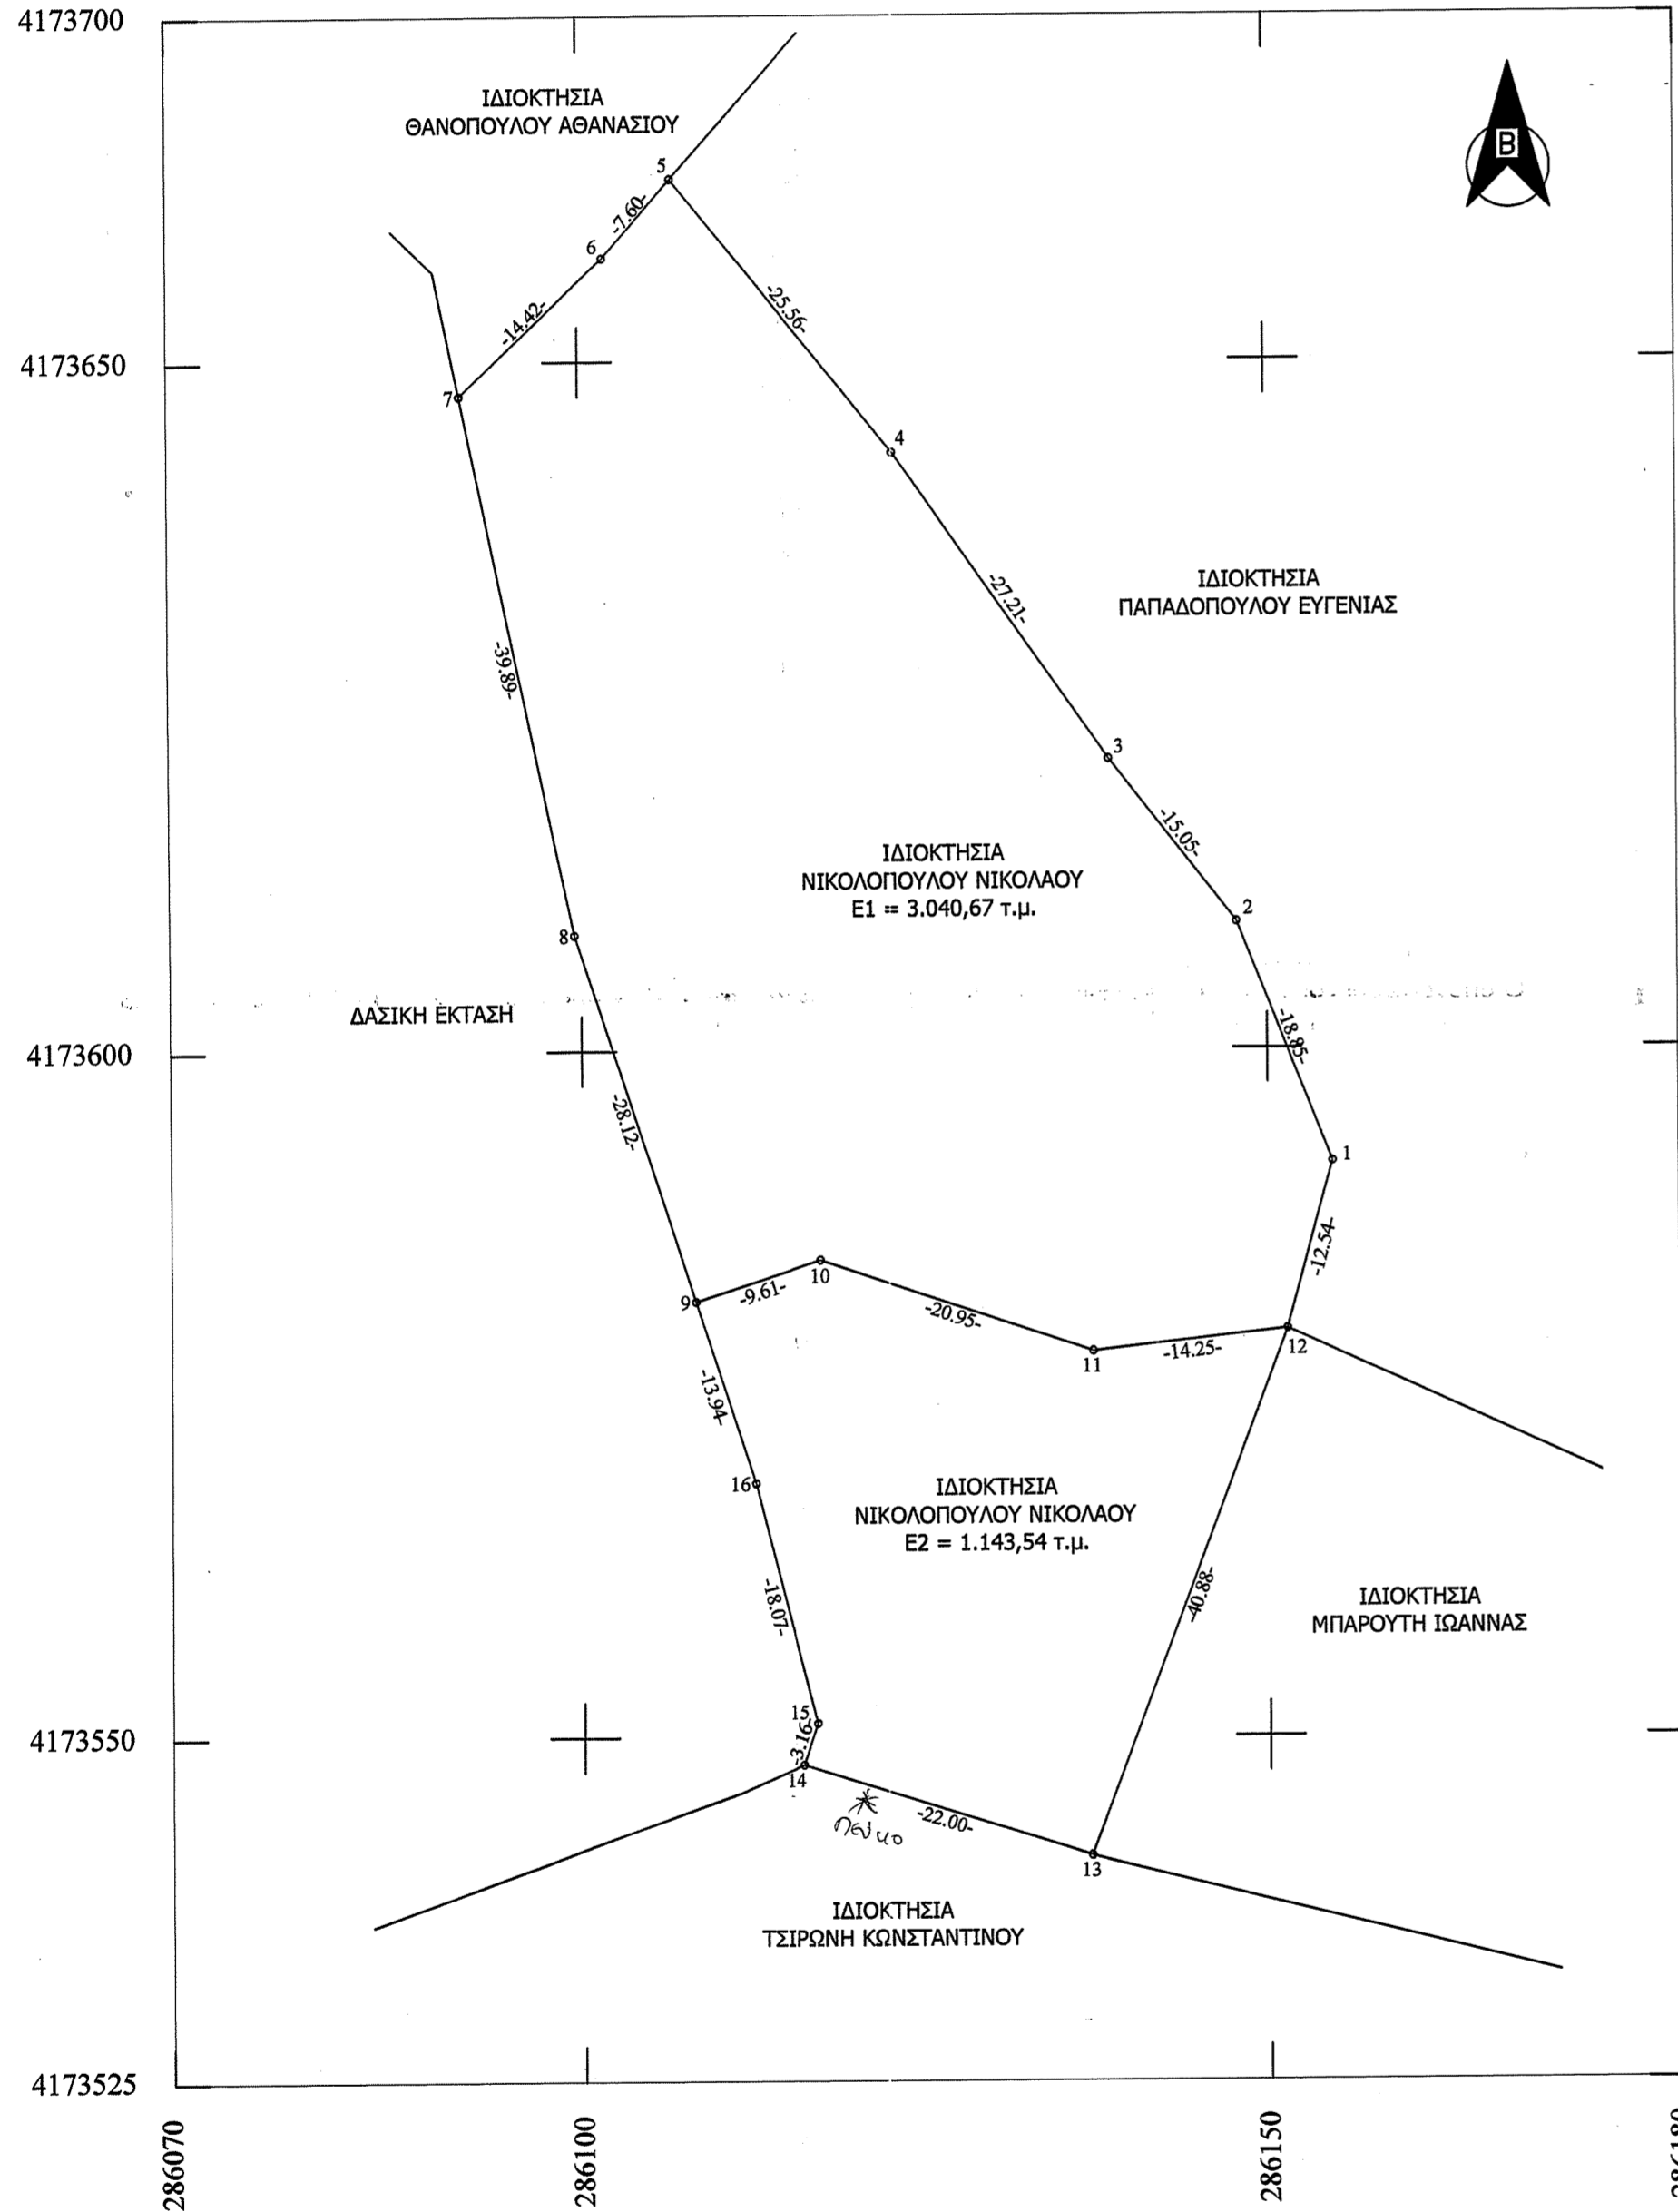 4173700
ΙΔΙΟΚΤΗΣΙΑ
ΘΑΝΟΠΟΥΛΟΥ ΑΘΑΝΑΣΙΟΥ
Β
5
-7.60-
6
-14.42-
-25.56-
4173650
7
4
-39.89-
-27.21-
ΙΔΙΟΚΤΗΣΙΑ
ΠΑΠΑΔΟΠΟΥΛΟΥ ΕΥΓΕΝΙΑΣ
3
-15.05-
ΙΔΙΟΚΤΗΣΙΑ
ΝΙΚΟΛΟΠΟΥΛΟΥ ΝΙΚΟΛΑΟΥ
Ε1 = 3.040,67 τ.μ.
2
8
ΔΑΣΙΚΗ ΕΚΤΑΣΗ
-18.85-
4173600
-28.12-
1
-12.54-
10
9
-9.61-
-20.95-
11
-14.25-
12
-13.94-
16
ΙΔΙΟΚΤΗΣΙΑ
ΝΙΚΟΛΟΠΟΥΛΟΥ ΝΙΚΟΛΑΟΥ
Ε2 = 1.143,54 τ.μ.
-18.07-
-40.88-
ΙΔΙΟΚΤΗΣΙΑ
ΜΠΑΡΟΥΤΗ ΙΩΑΝΝΑΣ
15
4173550
-3.16-
14
-22.00-
Πεύκο
13
ΙΔΙΟΚΤΗΣΙΑ
ΤΣΙΡΩΝΗ ΚΩΝΣΤΑΝΤΙΝΟΥ
4173525
286070
286100
286150